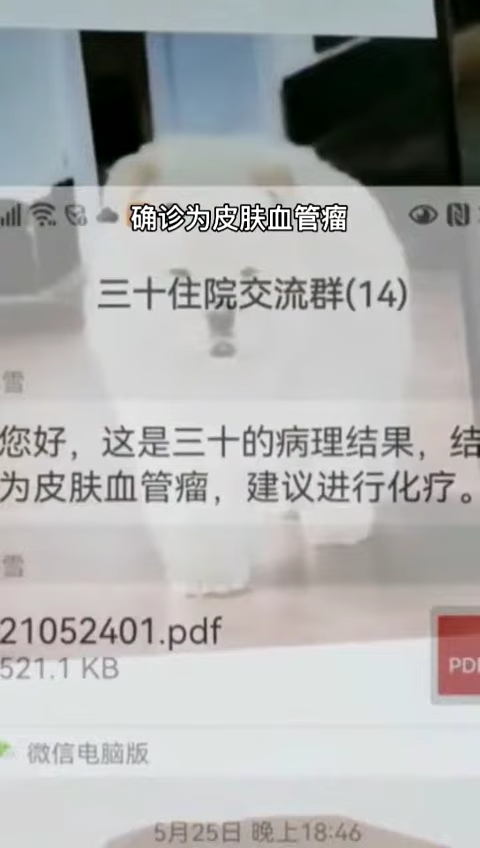 确诊为皮肤血管瘤
三十住院交流群(14)
雪
您好，这是三十的病理结果，结
为皮肤血管瘤，建议进行化疗。
雪
21052401.pdf
521.1 KB
PDF
微信电脑版
5月25日 晚上18:46